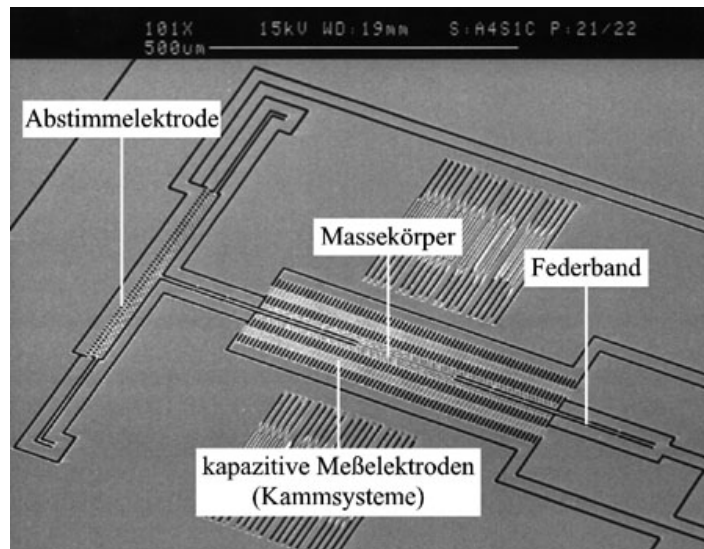 101X 15kV WD:19mm S:A4S1C P:21/22
500um
Abstimmelektrode
Massekörper
Federband
kapazitive Meßelektroden
(Kammsysteme)